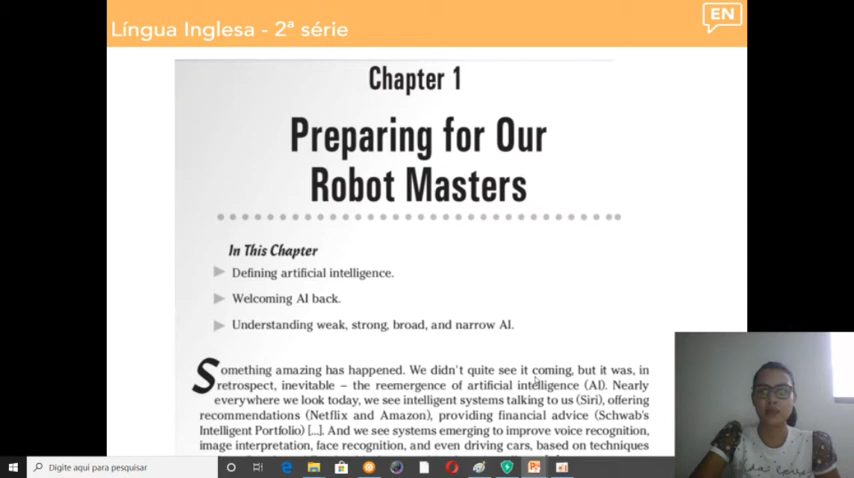 Língua Inglesa - 2ª série
EN
Chapter 1
Preparing for Our
Robot Masters
In This Chapter
Defining artificial intelligence.
Welcoming AI back.
Understanding weak, strong, broad, and narrow AI.
Something amazing has happened. We didn't quite see it coming, but it was, in
retrospect, inevitable – the reemergence of artificial intelligence (AI). Nearly
everywhere we look today, we see intelligent systems talking to us (Siri), offering
recommendations (Netflix and Amazon), providing financial advice (Schwab's
Intelligent Portfolio) [...]. And we see systems emerging to improve voice recognition,
image interpretation, face recognition, and even driving cars, based on techniques
Digite aqui para pesquisar